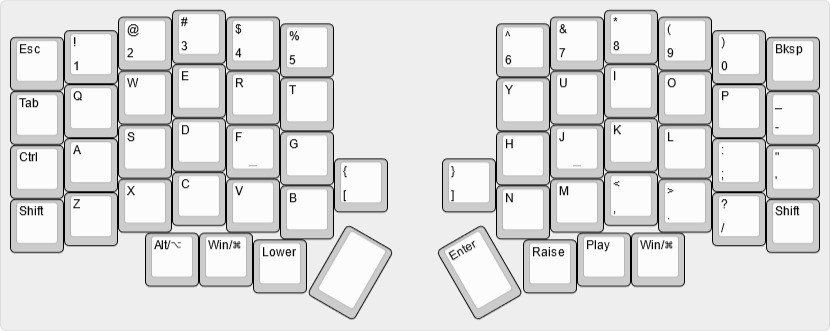 Esc
!
1
@
2
#
3
$
4
%
5
^
6
&
7
*
8
(
9
)
0
Bksp
Tab
Q
W
E
R
T
Y
U
I
O
P
_
-
Ctrl
A
S
D
F
_
G
{
[
}
]
H
J
_
K
L
:
;
"
'
Shift
Z
X
C
V
B
N
M
<
,
>
.
?
/
Shift
Alt/⌥
Win/⌘
Lower
Enter
Raise
Play
Win/⌘